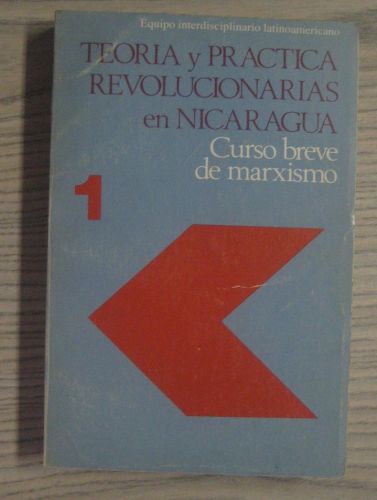 Equipo interdisciplinario latinoamericano
TEORIA y PRACTICA
REVOLUCIONARIAS
en NICARAGUA
Curso breve
de marxismo
1